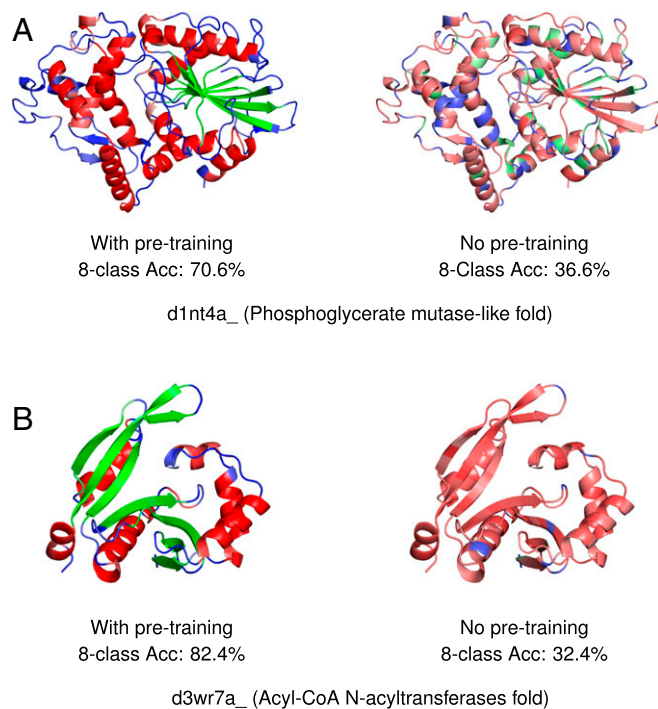 A
With pre-training
8-class Acc: 70.6%
No pre-training
8-Class Acc: 36.6%
d1nt4a_ (Phosphoglycerate mutase-like fold)
B
With pre-training
8-class Acc: 82.4%
No pre-training
8-class Acc: 32.4%
d3wr7a_ (Acyl-CoA N-acyltransferases fold)